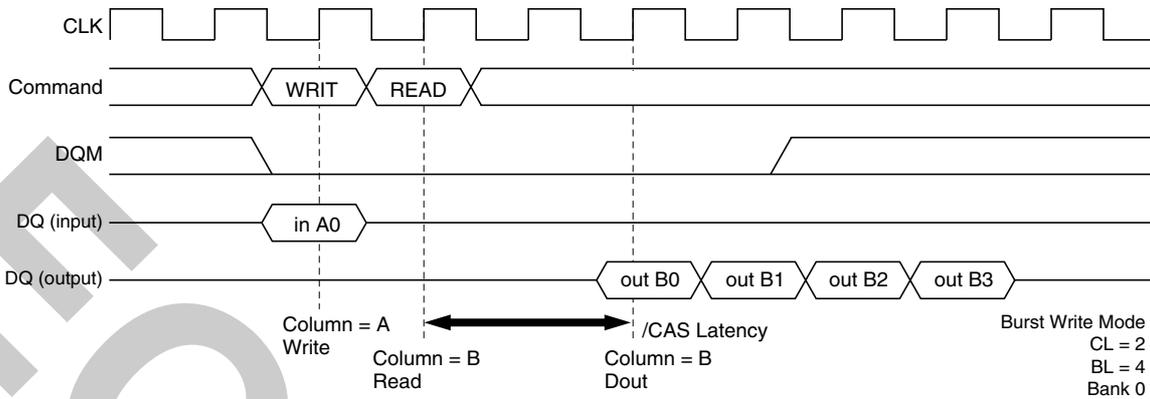 CLK
Command
WRIT
READ
DQM
DQ (input)
in A0
DQ (output)
out B0
out B1
out B2
out B3
Column = A
Write
Column = B
Read
/CAS Latency
Column = B
Dout
Burst Write Mode
CL = 2
BL = 4
Bank 0